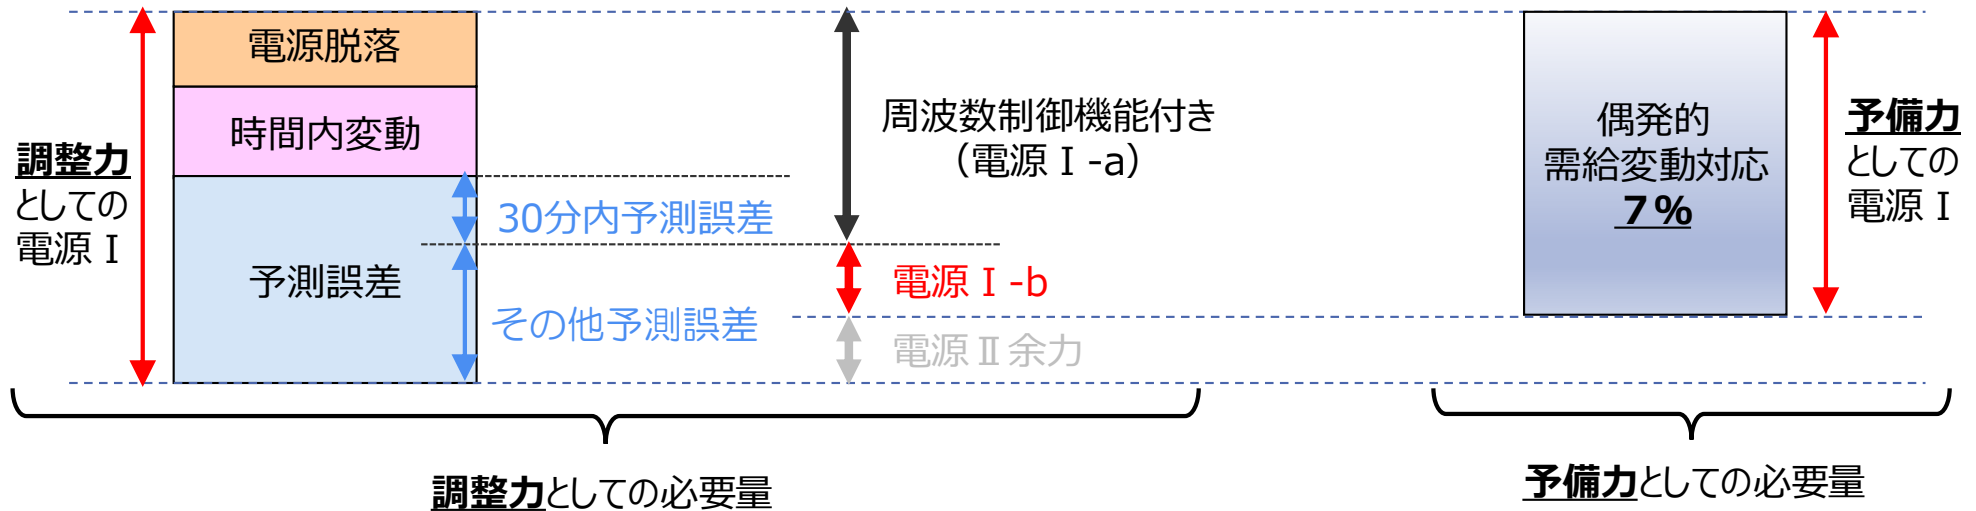 電源脱落
時間内変動
予測誤差
調整力
としての
電源Ⅰ
30分内予測誤差
その他予測誤差
周波数制御機能付き
（電源Ⅰ-a）
電源Ⅰ-b
電源Ⅱ余力
偶発的
需給変動対応
７%
予備力
としての
電源Ⅰ
調整力としての必要量
予備力としての必要量